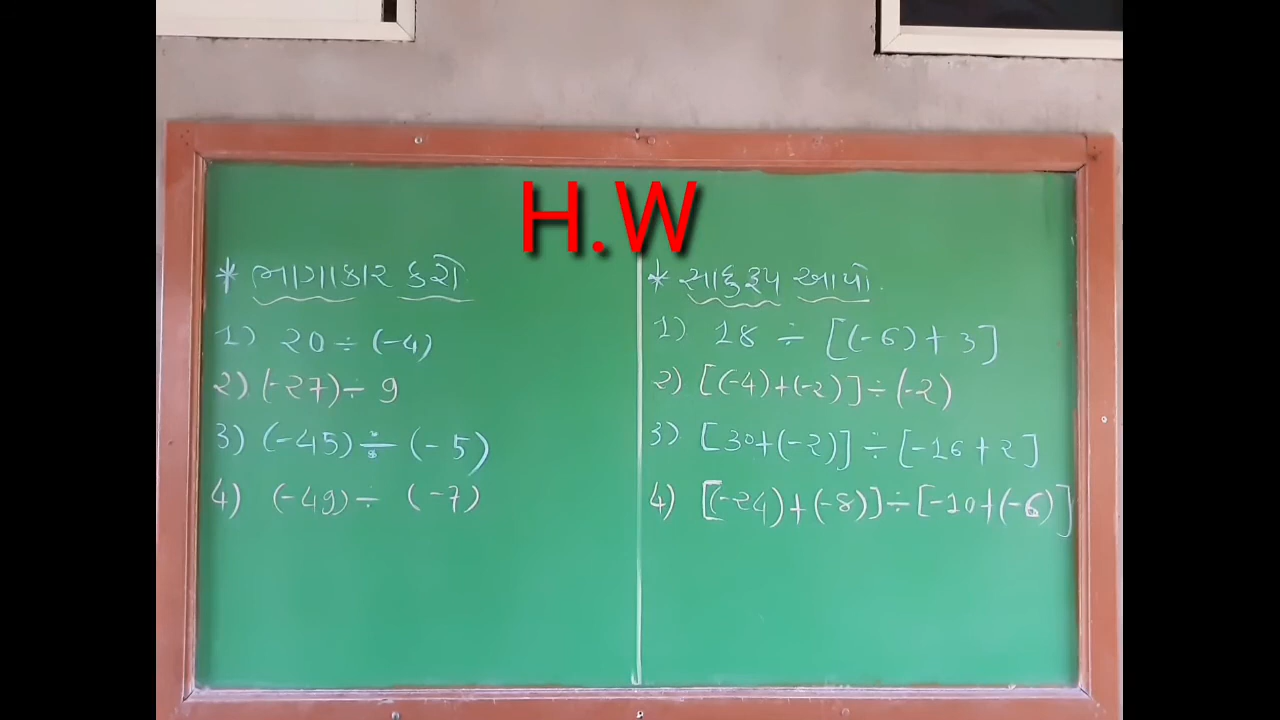 H.W
* ભાગાકાર કરો
1) 20 ÷ (-4)
2) (-27) ÷ 9
3) (-45) ÷ (-5)
4) (-49) ÷ (-7)
* સાદુરૂપ આપો.
1) 18 ÷ [(-6) + 3]
2) [(-4)+(-2)] ÷ (-2)
3) [30+(-2)] ÷ [-16 + 2]
4) [(-24)+(-8)] ÷ [-10+(-6)]